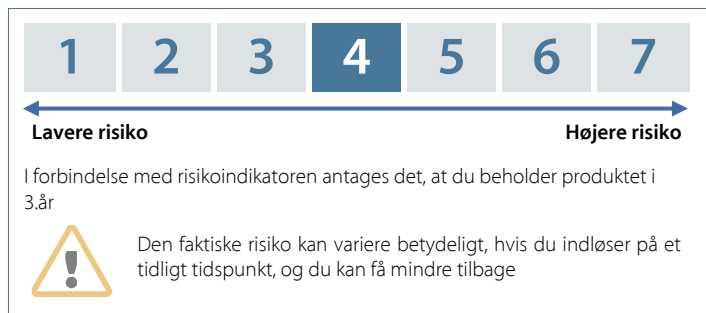 1 2 3 4 5 6 7
Lavere risiko Højere risiko
I forbindelse med risikoindikatoren antages det, at du beholder produktet i
3.år
Den faktiske risiko kan variere betydeligt, hvis du indløser på et
tidligt tidspunkt, og du kan få mindre tilbage